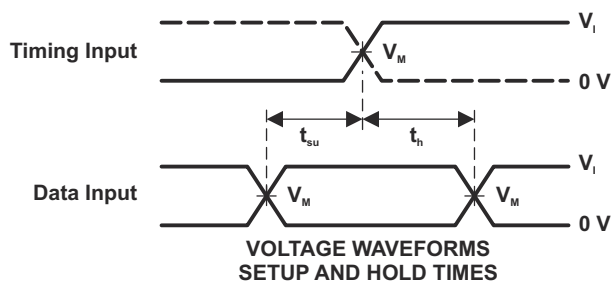 V_I
Timing Input
V_M
0 V
t_su
t_h
V_I
Data Input
V_M
V_M
0 V
VOLTAGE WAVEFORMS
SETUP AND HOLD TIMES